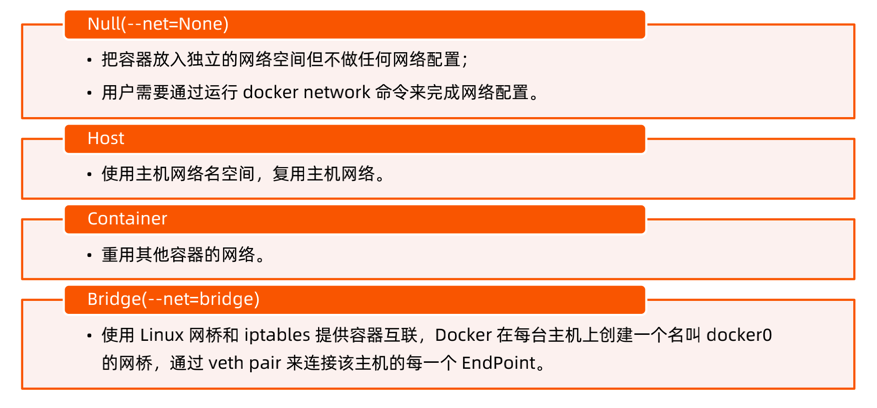 Null(--net=None)
• 把容器放入独立的网络空间但不做任何网络配置；
• 用户需要通过运行 docker network 命令来完成网络配置。
Host
• 使用主机网络名空间，复用主机网络。
Container
• 重用其他容器的网络。
Bridge(--net=bridge)
• 使用 Linux 网桥和 iptables 提供容器互联，Docker 在每台主机上创建一个名叫 docker0
的网桥，通过 veth pair 来连接该主机的每一个 EndPoint。